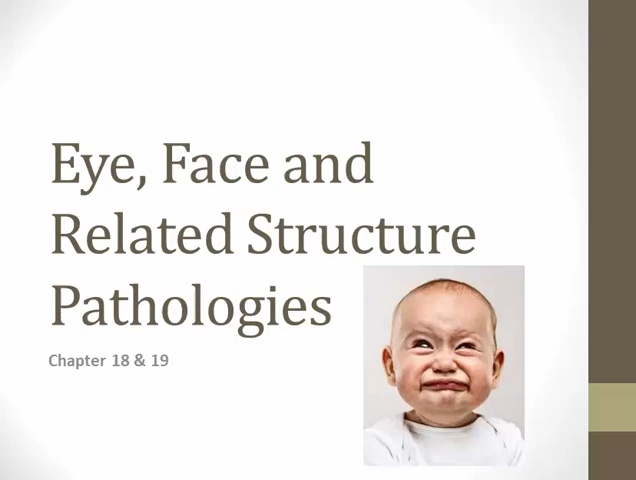 Eye, Face and
Related Structure
Pathologies
Chapter 18 & 19